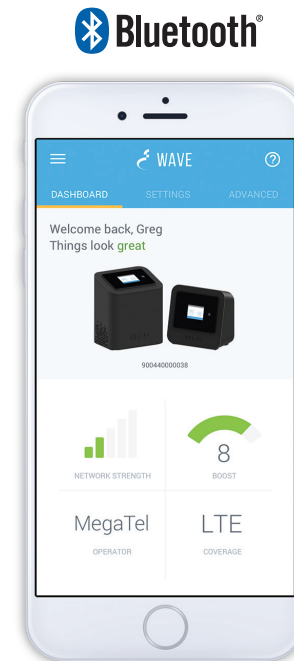 Bluetooth®
WAVE
DASHBOARD SETTINGS ADVANCED
Welcome back, Greg
Things look great
900440000038
NETWORK STRENGTH
8
BOOST
MegaTel
OPERATOR
LTE
COVERAGE